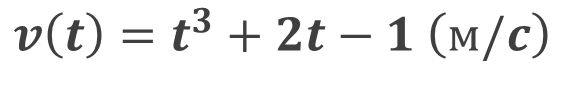 v(t) = t³ + 2t − 1 (м/с)